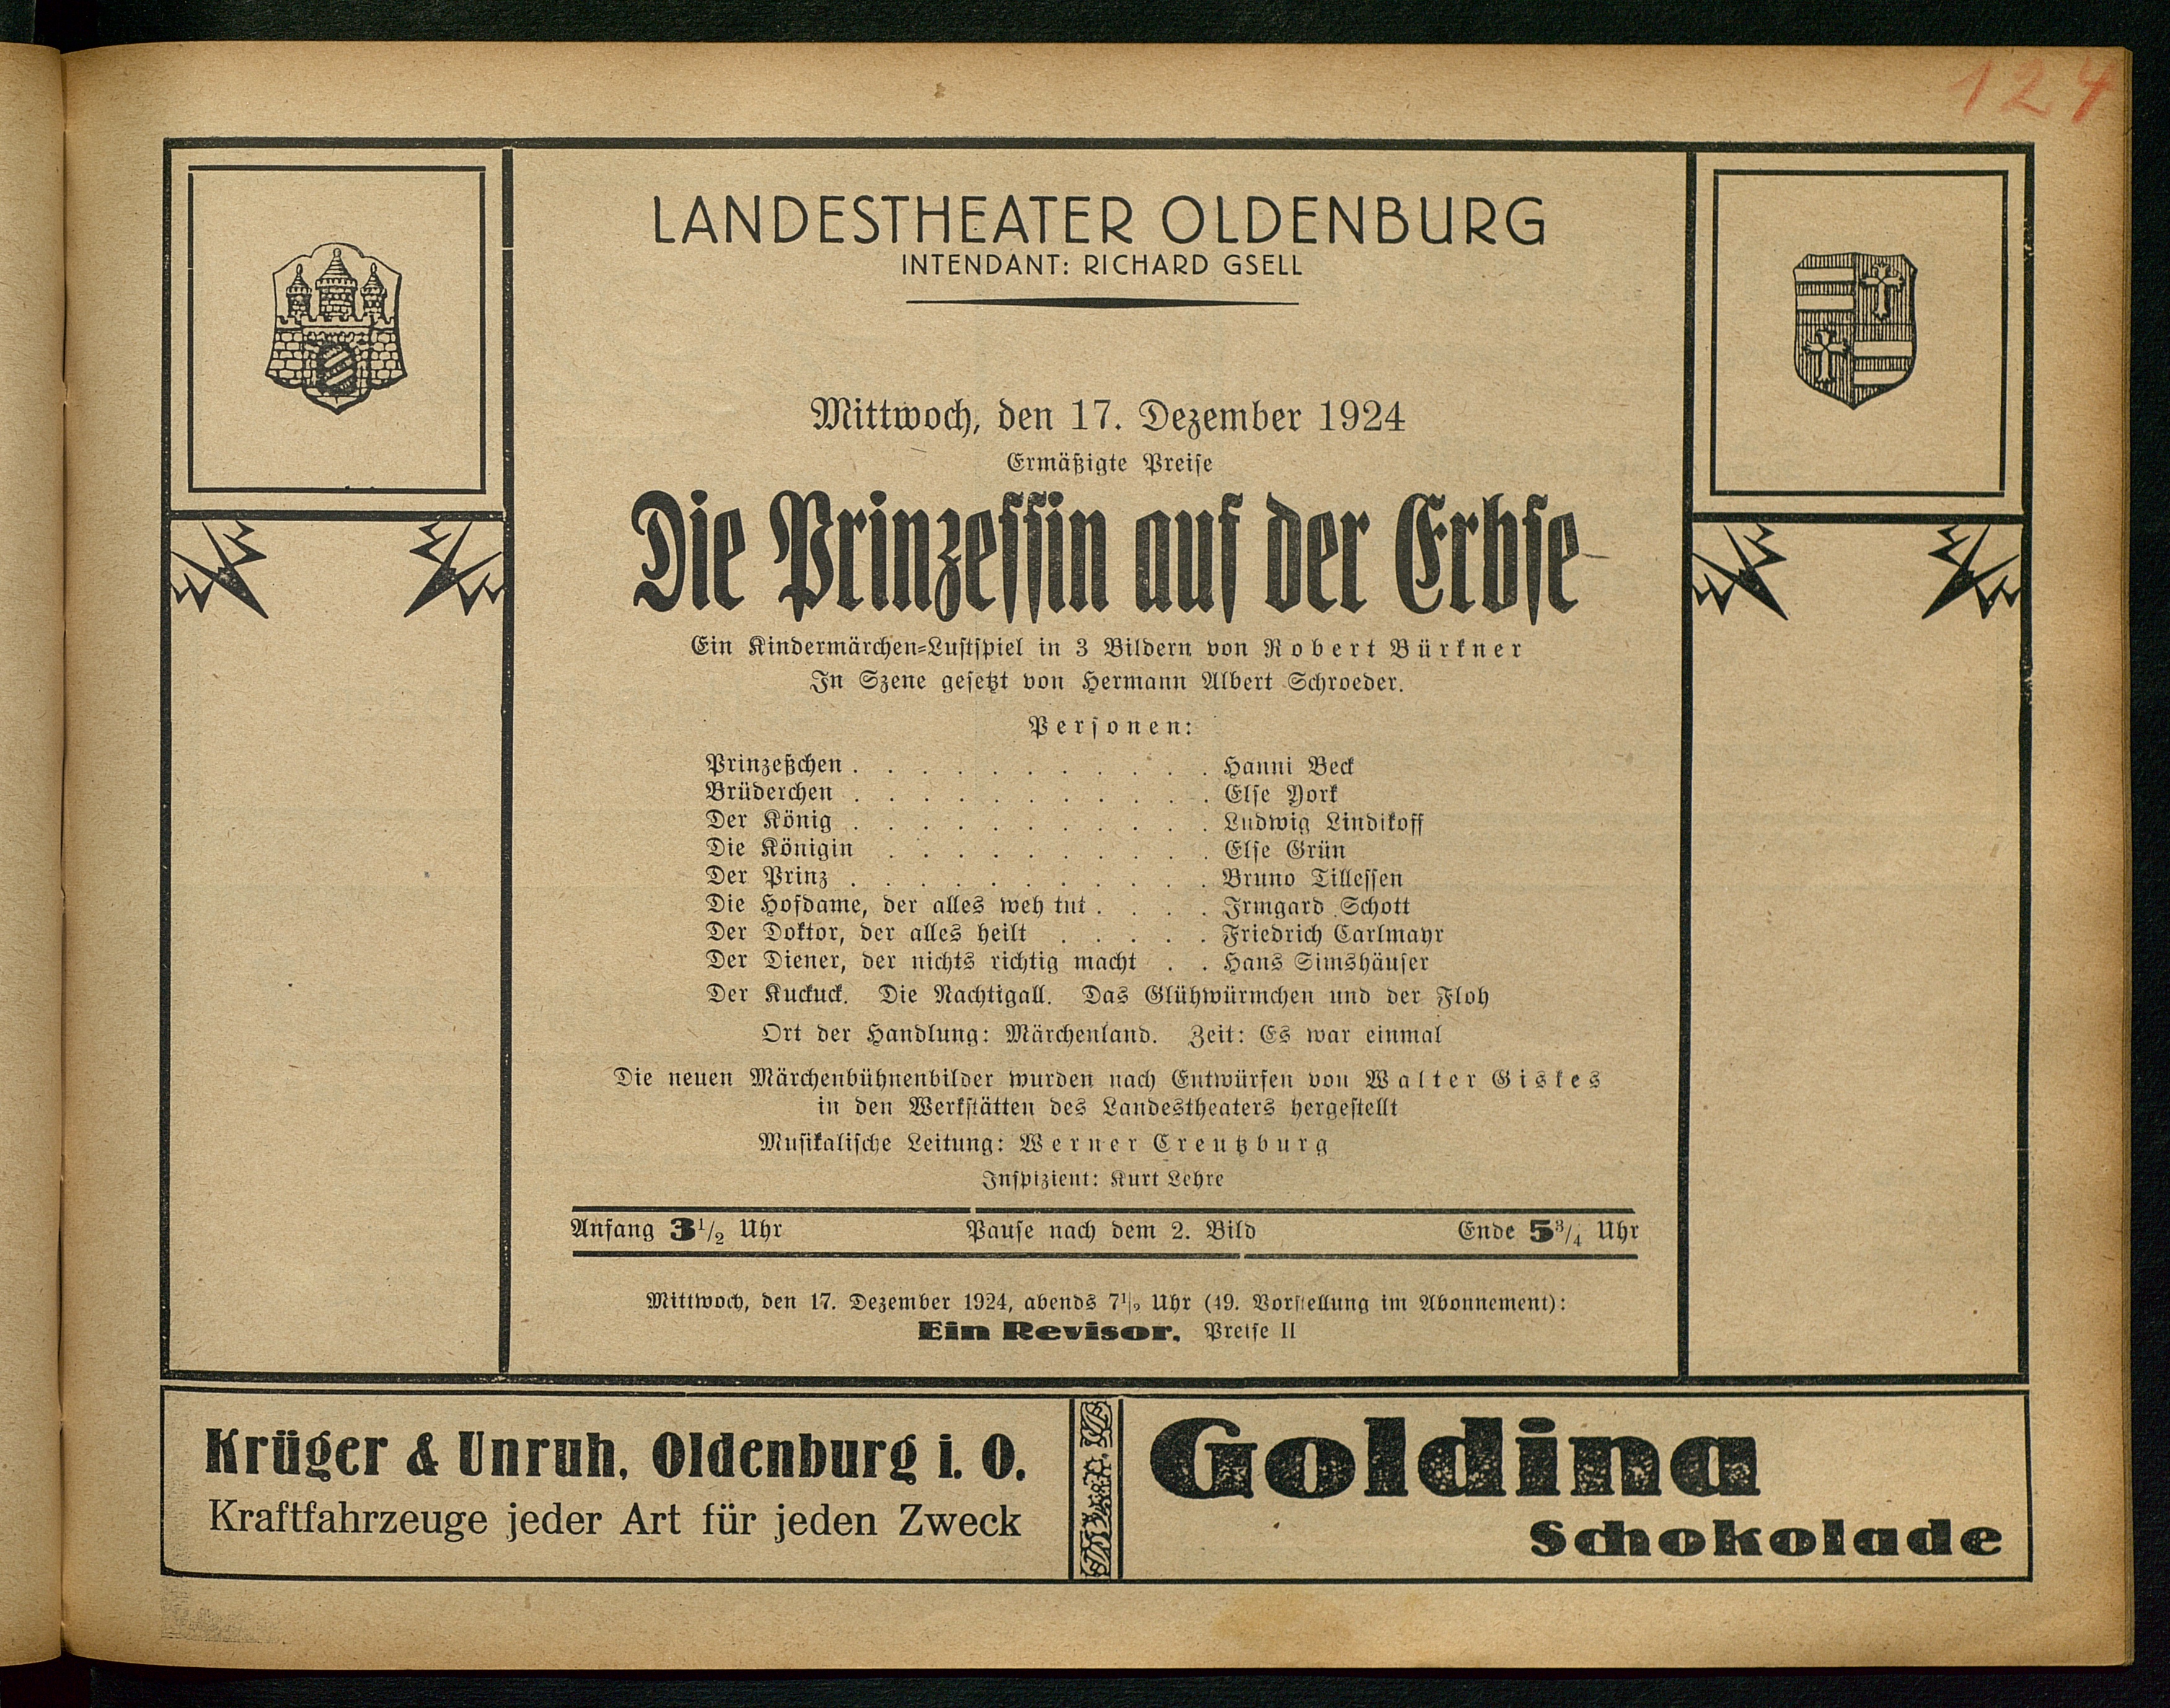 124
LANDESTHEATER OLDENBURG
INTENDANT: RICHARD GSELL
Mittwoch, den 17. Dezember 1924
Ermäßigte Preise
Die Prinzessin auf der Erbse
Ein Kindermärchen-Lustspiel in 3 Bildern von Robert Bürkner
In Szene gesetzt von Hermann Albert Schroeder.
Personen:
Prinzeßchen . . . . . . . . . . . Hanni Beck
Brüderchen . . . . . . . . . . . Else York
Der König . . . . . . . . . . . Ludwig Lindikoff
Die Königin . . . . . . . . . . Else Grün
Der Prinz . . . . . . . . . . . Bruno Tillessen
Die Hofdame, der alles weh tut . . . . Irmgard Schott
Der Doktor, der alles heilt . . . . . Friedrich Carlmayr
Der Diener, der nichts richtig macht . . Hans Simshäuser
Der Kuckuck. Die Nachtigall. Das Glühwürmchen und der Floh
Ort der Handlung: Märchenland. Zeit: Es war einmal
Die neuen Märchenbühnenbilder wurden nach Entwürfen von Walter Giskes
in den Werkstätten des Landestheaters hergestellt
Musikalische Leitung: Werner Creutzburg
Inspizient: Kurt Lehre
Anfang 3 1/2 Uhr Pause nach dem 2. Bild Ende 5 3/4 Uhr
Mittwoch, den 17. Dezember 1924, abends 7 1/2 Uhr (19. Vorstellung im Abonnement):
Ein Revisor. Preise II
Krüger & Unruh, Oldenburg i. O.
Kraftfahrzeuge jeder Art für jeden Zweck
Goldina
Schokolade